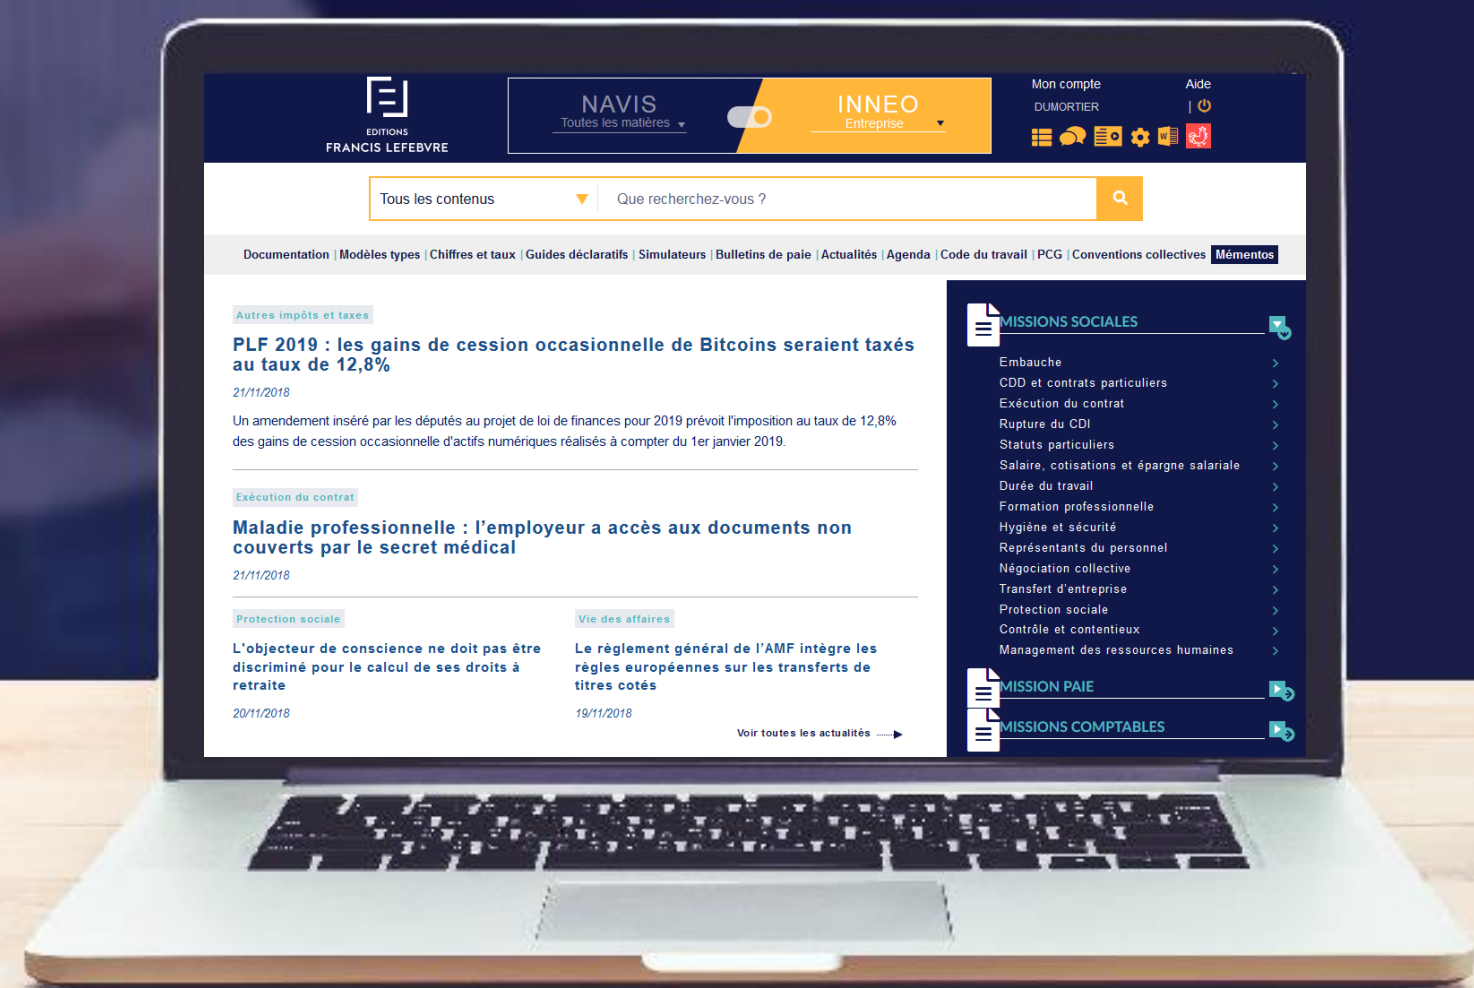 EDITIONS
FRANCIS LEFEBVRE
NAVIS
Toutes les matières
INNEO
Entreprise
Mon compte
Aide
DUMORTIER
|
Tous les contenus
Que recherchez-vous ?
Documentation | Modèles types | Chiffres et taux | Guides déclaratifs | Simulateurs | Bulletins de paie | Actualités | Agenda | Code du travail | PCG | Conventions collectives Mémentos
Autres impôts et taxes
PLF 2019 : les gains de cession occasionnelle de Bitcoins seraient taxés
au taux de 12,8%
21/11/2018
Un amendement inséré par les députés au projet de loi de finances pour 2019 prévoit l'imposition au taux de 12,8%
des gains de cession occasionnelle d'actifs numériques réalisés à compter du 1er janvier 2019.
Exécution du contrat
Maladie professionnelle : l’employeur a accès aux documents non
couverts par le secret médical
21/11/2018
Protection sociale
L'objecteur de conscience ne doit pas être
discriminé pour le calcul de ses droits à
retraite
20/11/2018
Vie des affaires
Le règlement général de l’AMF intègre les
règles européennes sur les transferts de
titres cotés
19/11/2018
Voir toutes les actualités
MISSIONS SOCIALES
Embauche
CDD et contrats particuliers
Exécution du contrat
Rupture du CDI
Statuts particuliers
Salaire, cotisations et épargne salariale
Durée du travail
Formation professionnelle
Hygiène et sécurité
Représentants du personnel
Négociation collective
Transfert d’entreprise
Protection sociale
Contrôle et contentieux
Management des ressources humaines
MISSION PAIE
MISSIONS COMPTABLES